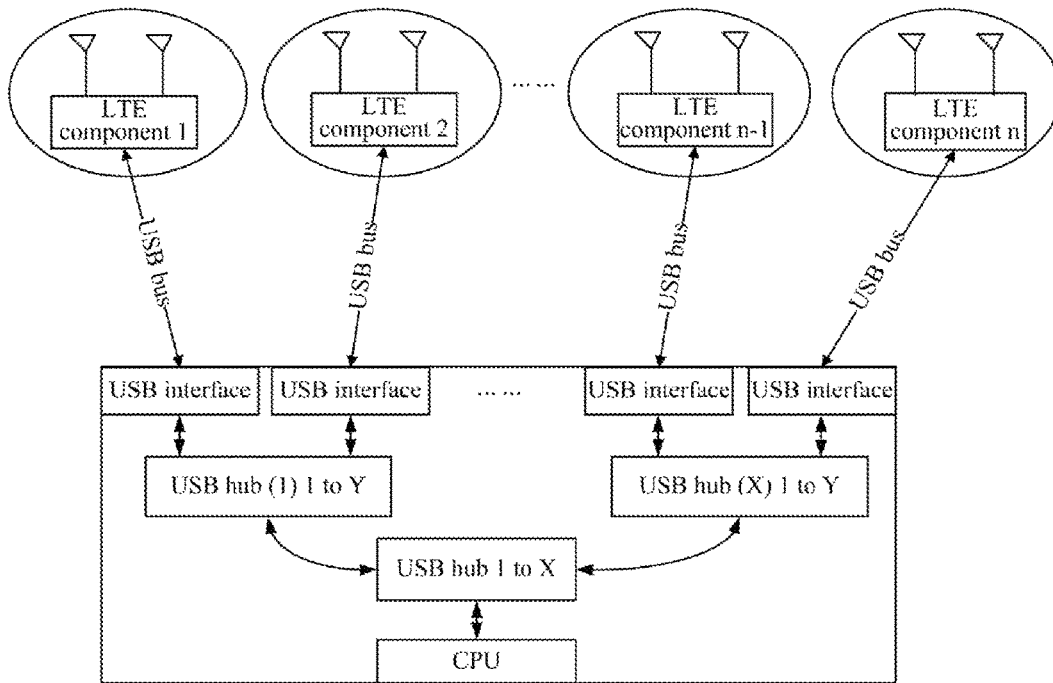 LTE
component 1
LTE
component 2
... ...
LTE
component n-1
LTE
component n
USB bus
USB bus
USB bus
USB bus
USB interface
USB interface
... ...
USB interface
USB interface
USB hub (1) 1 to Y
USB hub (X) 1 to Y
USB hub 1 to X
CPU